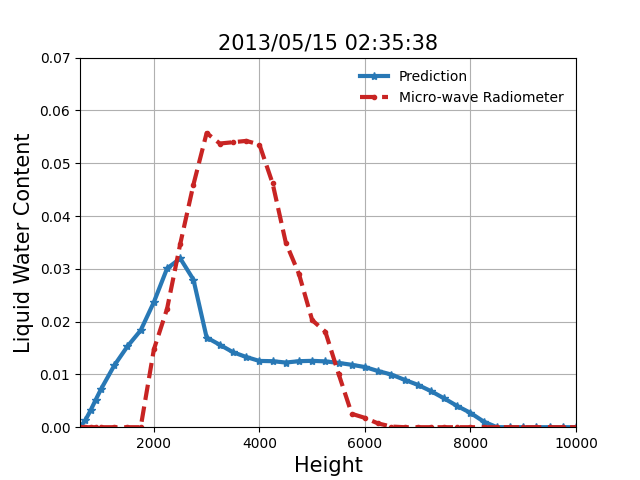 2013/05/15 02:35:38
0.07
0.06
0.05
0.04
0.03
0.02
0.01
0.00
Liquid Water Content
Prediction
Micro-wave Radiometer
2000 4000 6000 8000 10000
Height